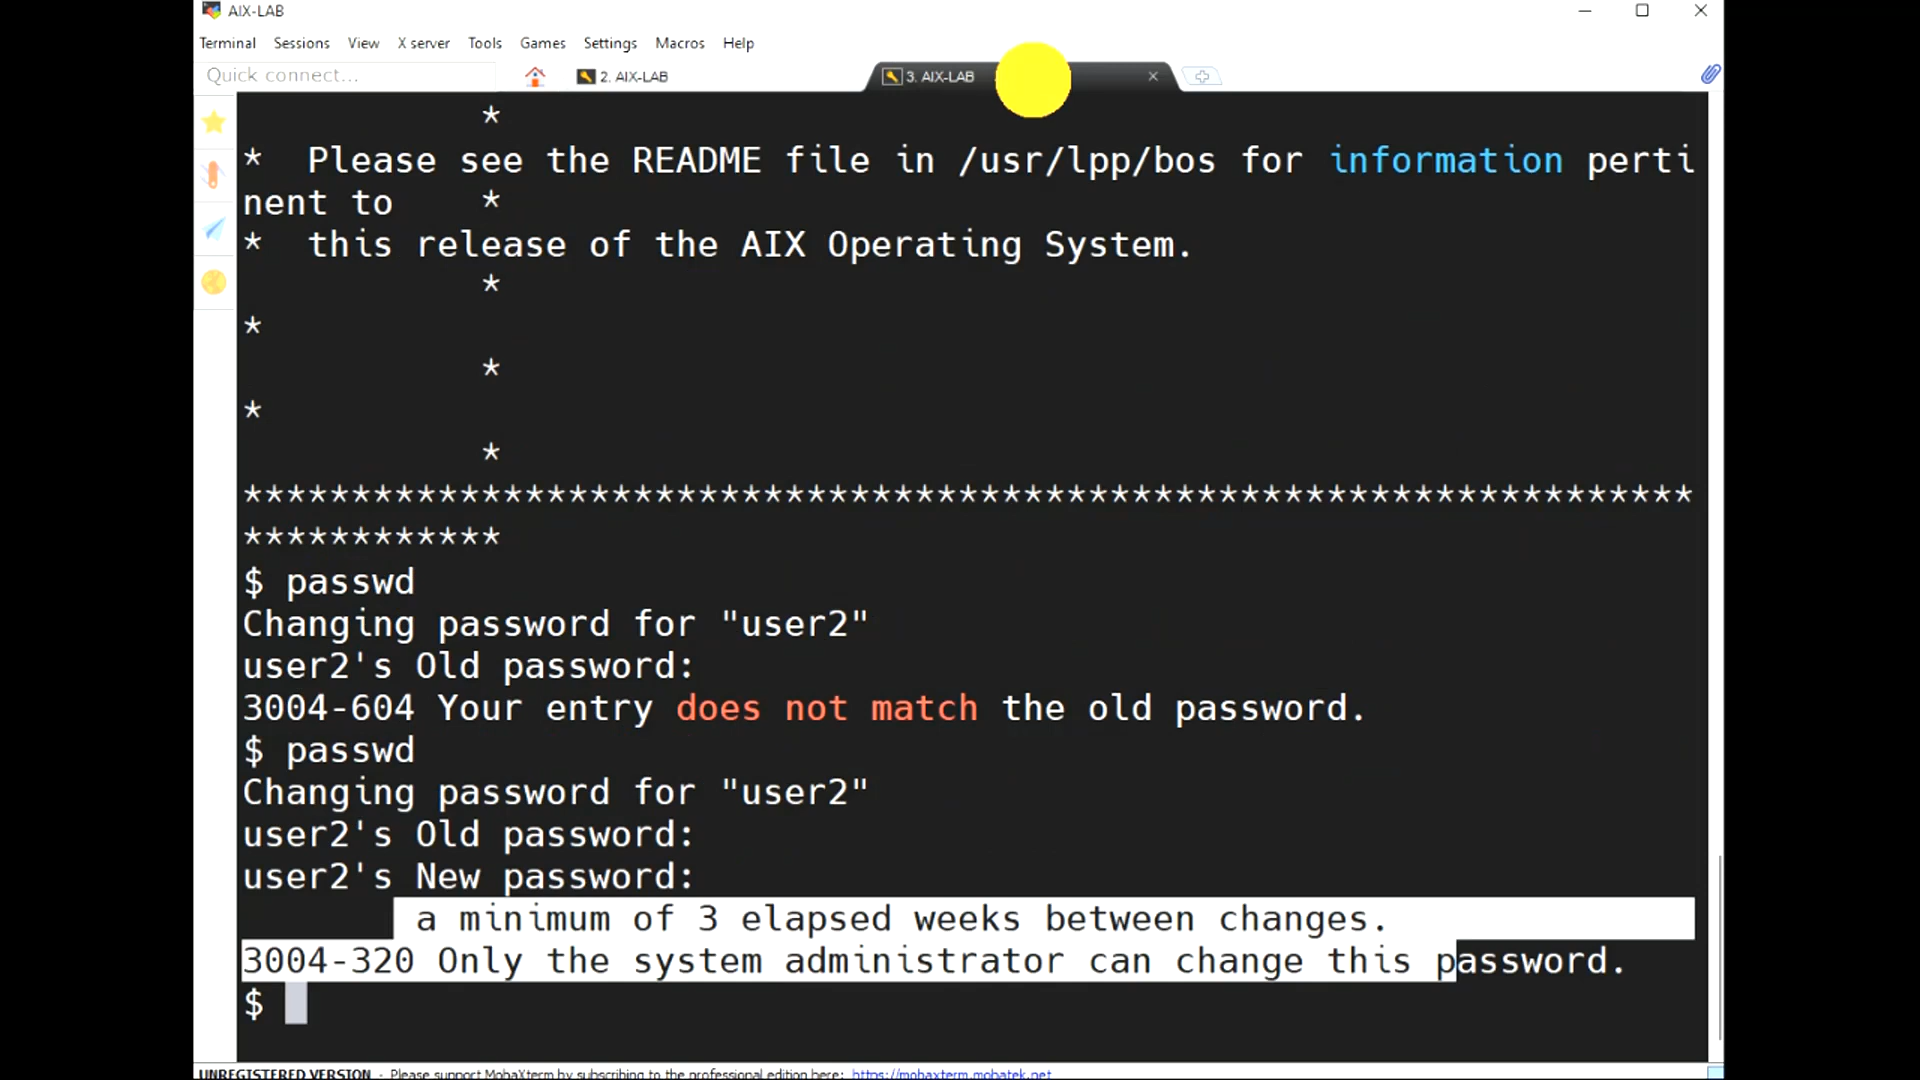 AIX-LAB
Terminal Sessions View X server Tools Games Settings Macros Help
Quick connect... 2. AIX-LAB 3. AIX-LAB
*
* Please see the README file in /usr/lpp/bos for information perti
nent to *
* this release of the AIX Operating System.
*
*
*
*
*
*******************************************************************
************
$ passwd
Changing password for "user2"
user2's Old password:
3004-604 Your entry does not match the old password.
$ passwd
Changing password for "user2"
user2's Old password:
user2's New password:
a minimum of 3 elapsed weeks between changes.
3004-320 Only the system administrator can change this password.
$
UNREGISTERED VERSION - Please support MobaXterm by subscribing to the professional edition here: https://mobaxterm.mobatek.net